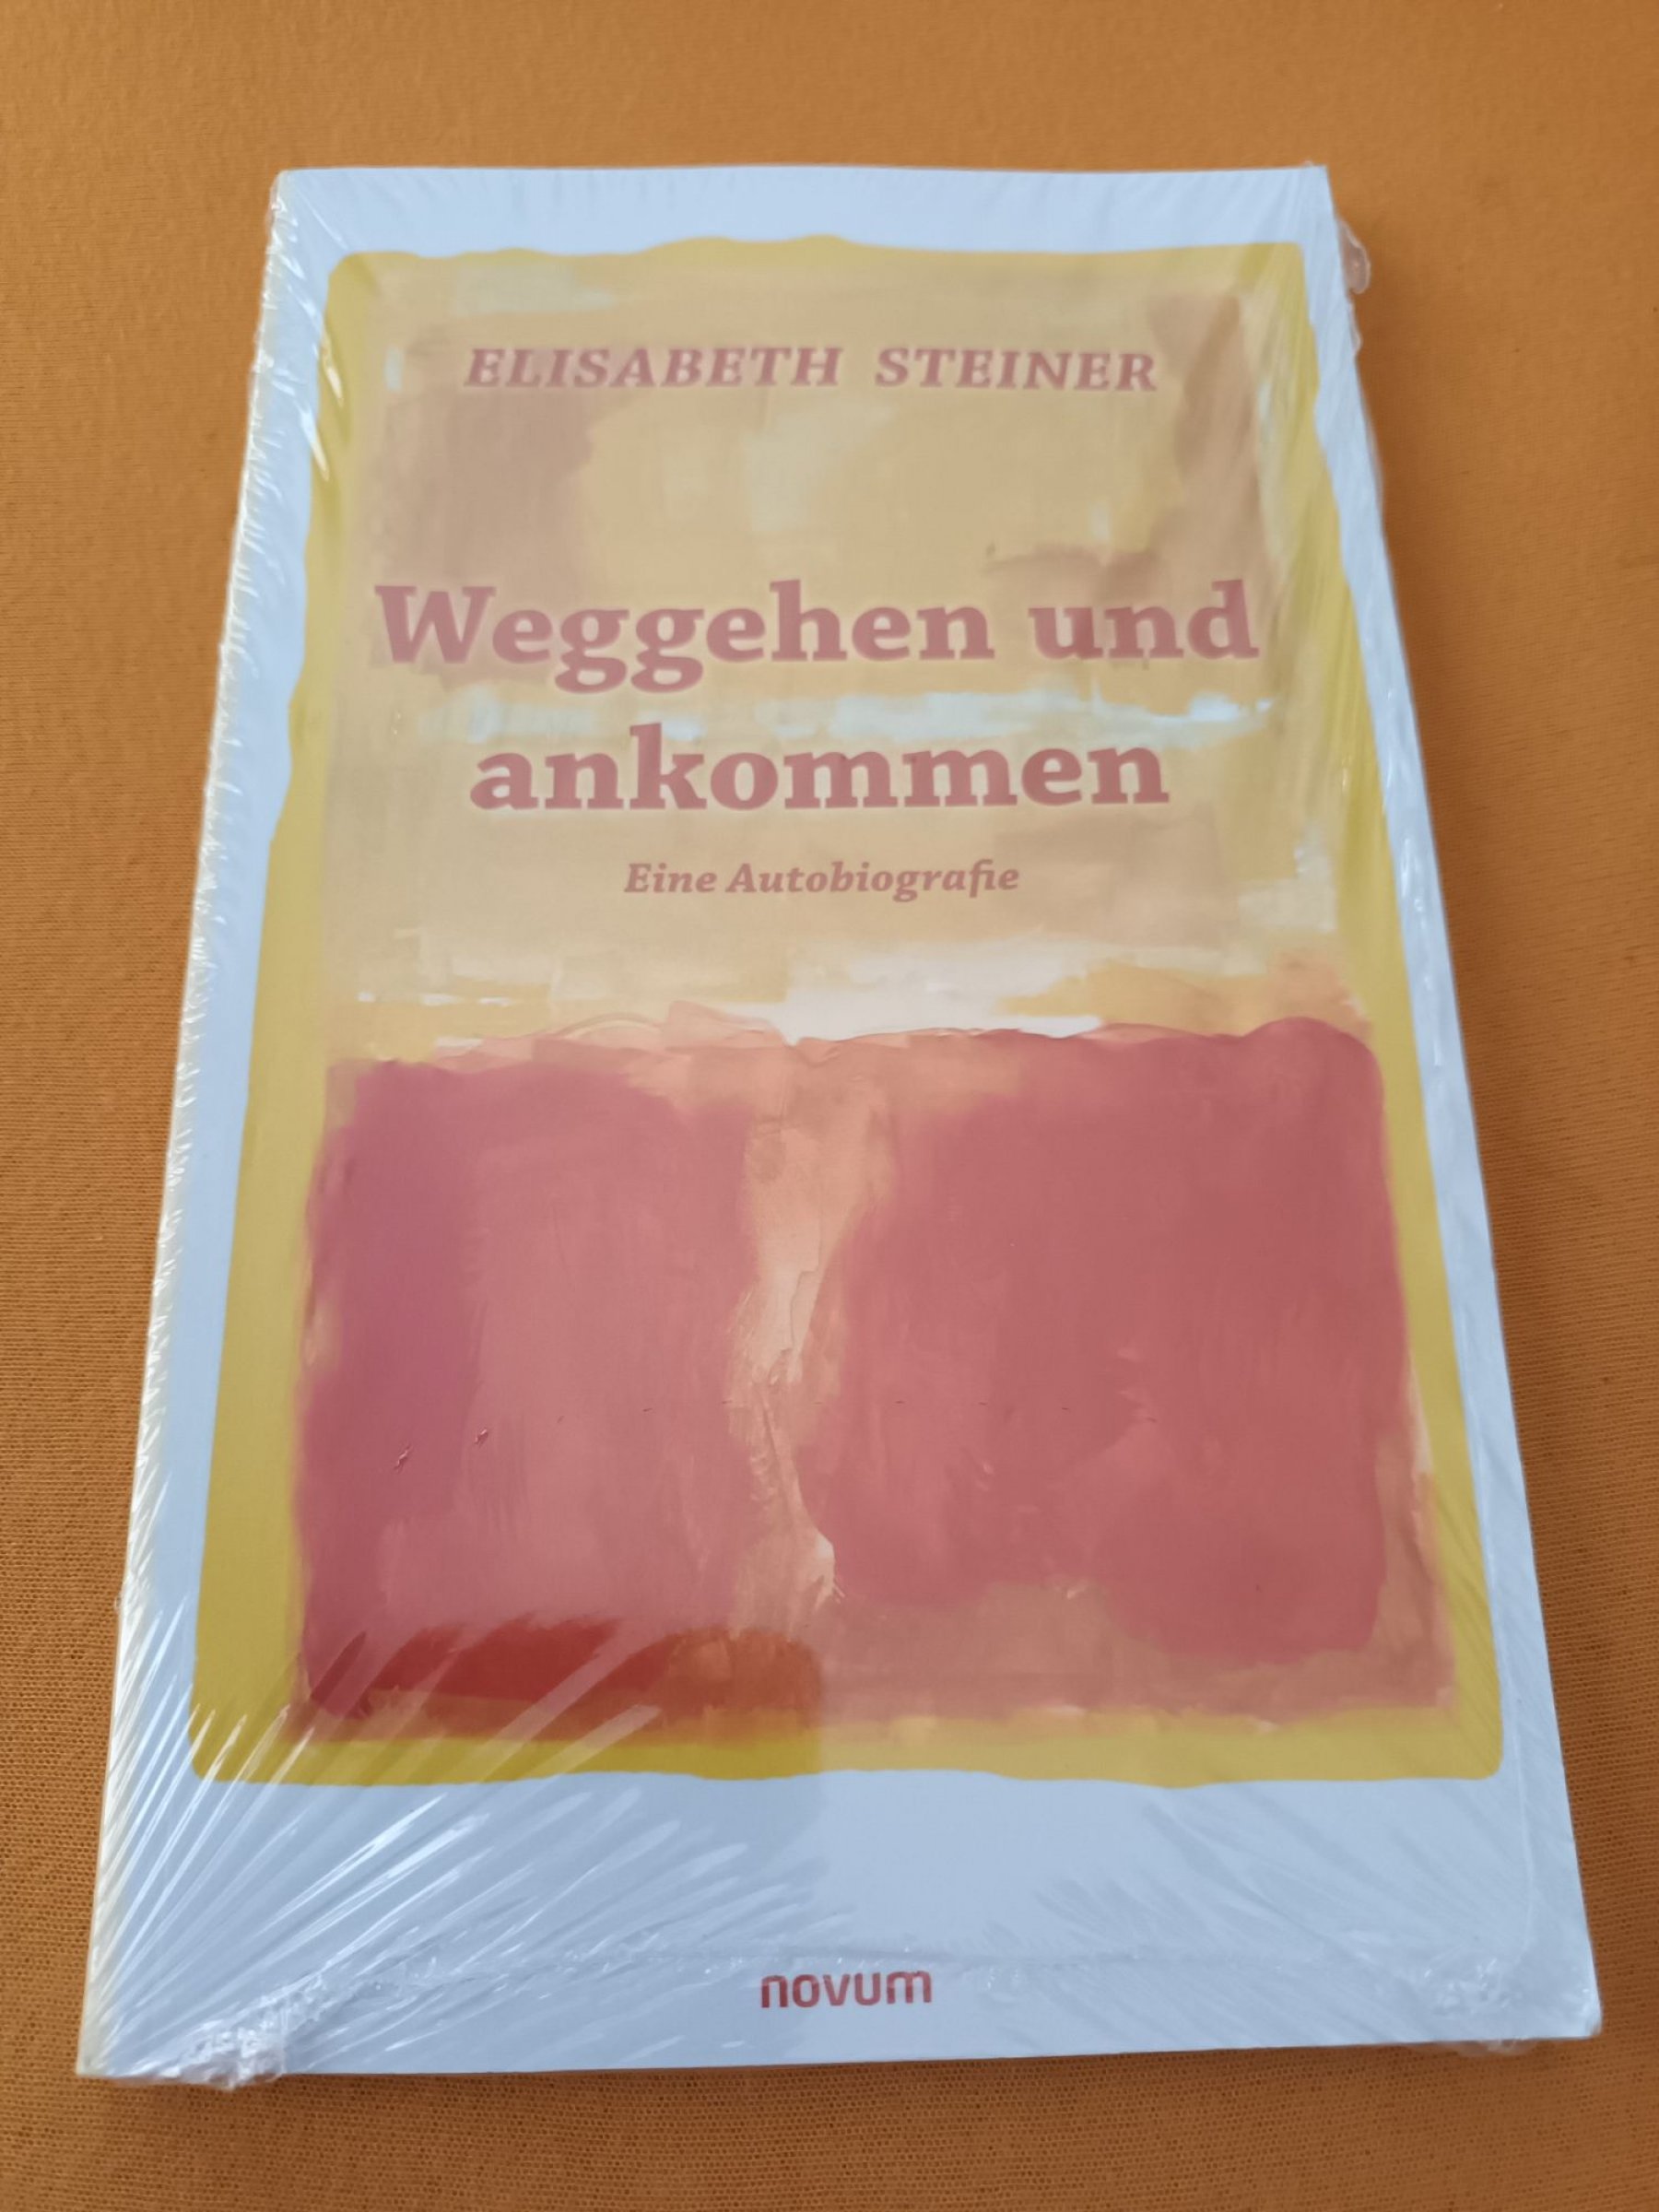 ELISABETH STEINER
Weggehen und
ankommen
Eine Autobiografie
novum